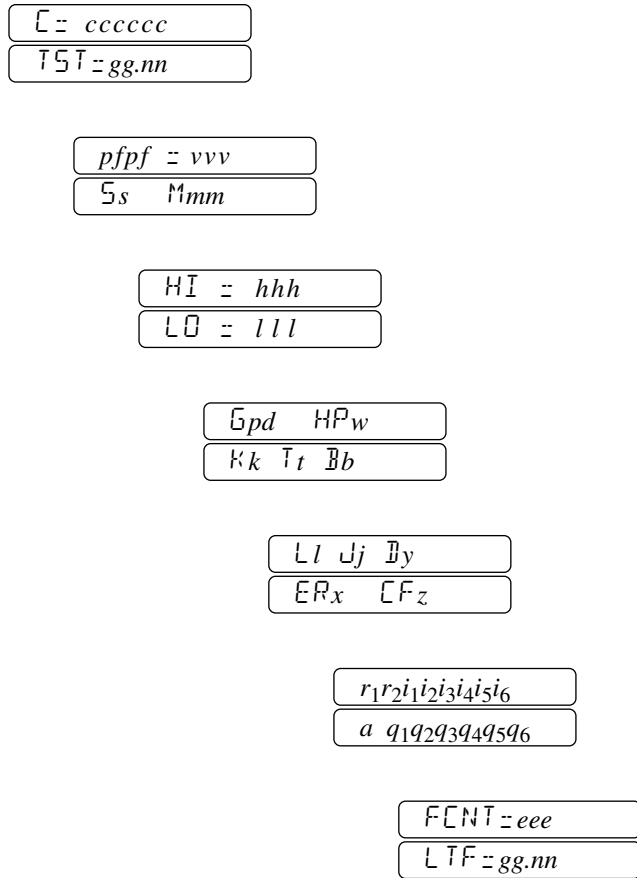 C= cccccc
TST=gg.nn
pfpf = vvv
Ss Mmm
HI = hhh
LO = lll
Gpd HPw
Kk Tt Bb
Ll Jj Dy
ERx CFz
r₁r₂i₁i₂i₃i₄i₅i₆
a q₁q₂q₃q₄q₅q₆
FCNT=eee
LTF=gg.nn